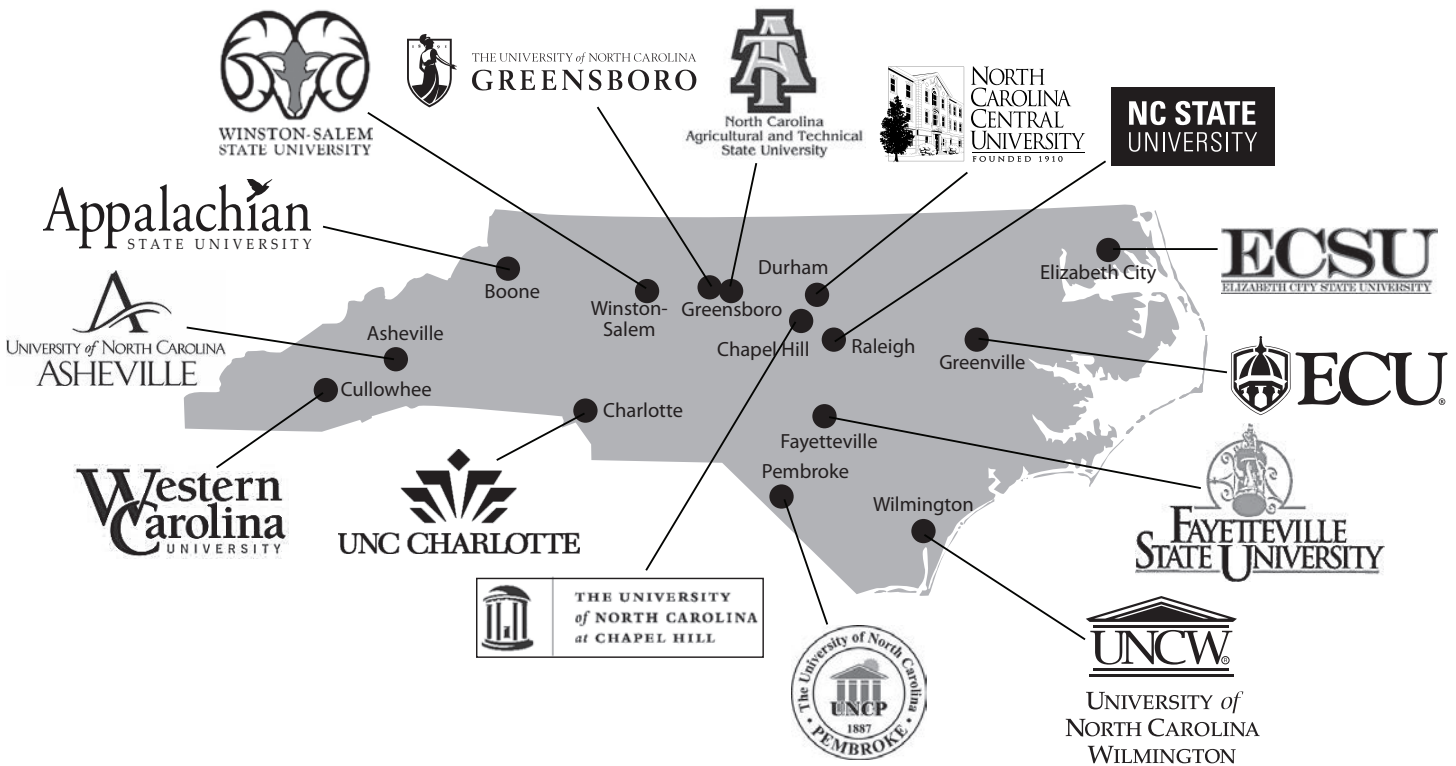 WINSTON-SALEM
STATE UNIVERSITY
THE UNIVERSITY of NORTH CAROLINA
GREENSBORO
North Carolina
Agricultural and Technical
State University
NORTH
CAROLINA
CENTRAL
UNIVERSITY
FOUNDED 1910
NC STATE
UNIVERSITY
Appalachian
STATE UNIVERSITY
UNIVERSITY of NORTH CAROLINA
ASHEVILLE
Boone
Asheville
Cullowhee
Winston-
Salem
Greensboro
Durham
Chapel Hill
Raleigh
Elizabeth City
Greenville
Charlotte
Fayetteville
Pembroke
Wilmington
ECSU
ELIZABETH CITY STATE UNIVERSITY
ECU®
Western
Carolina
UNIVERSITY
UNC CHARLOTTE
THE UNIVERSITY
of NORTH CAROLINA
at CHAPEL HILL
The University of North Carolina
UNCP
1887
• PEMBROKE •
FAYETTEVILLE
STATE UNIVERSITY
UNCW®
UNIVERSITY of
NORTH CAROLINA
WILMINGTON